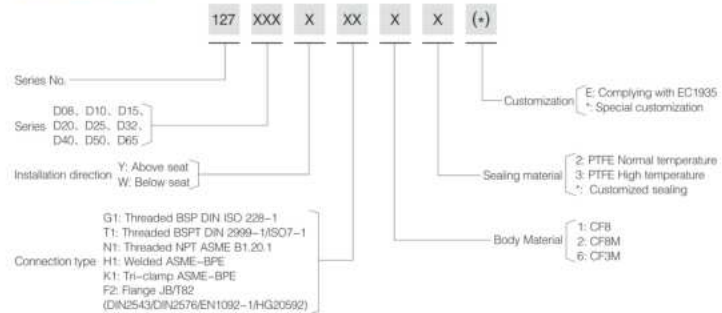 127 XXX X XX X X (*)
Series No.
Series
D08、D10、D15、
D20、D25、D32、
D40、D50、D65
Installation direction
Y: Above seat
W: Below seat
Connection type
G1: Threaded BSP DIN ISO 228-1
T1: Threaded BSPT DIN 2999-1/ISO7-1
N1: Threaded NPT ASME B1.20.1
H1: Welded ASME-BPE
K1: Tri-clamp ASME-BPE
F2: Flange JB/T82
(DIN2543/DIN2576/EN1092-1/HG20592)
Customization
E: Complying with EC1935
*: Special customization
Sealing material
2: PTFE Normal temperature
3: PTFE High temperature
*: Customized sealing
Body Material
1: CF8
2: CF8M
6: CF3M